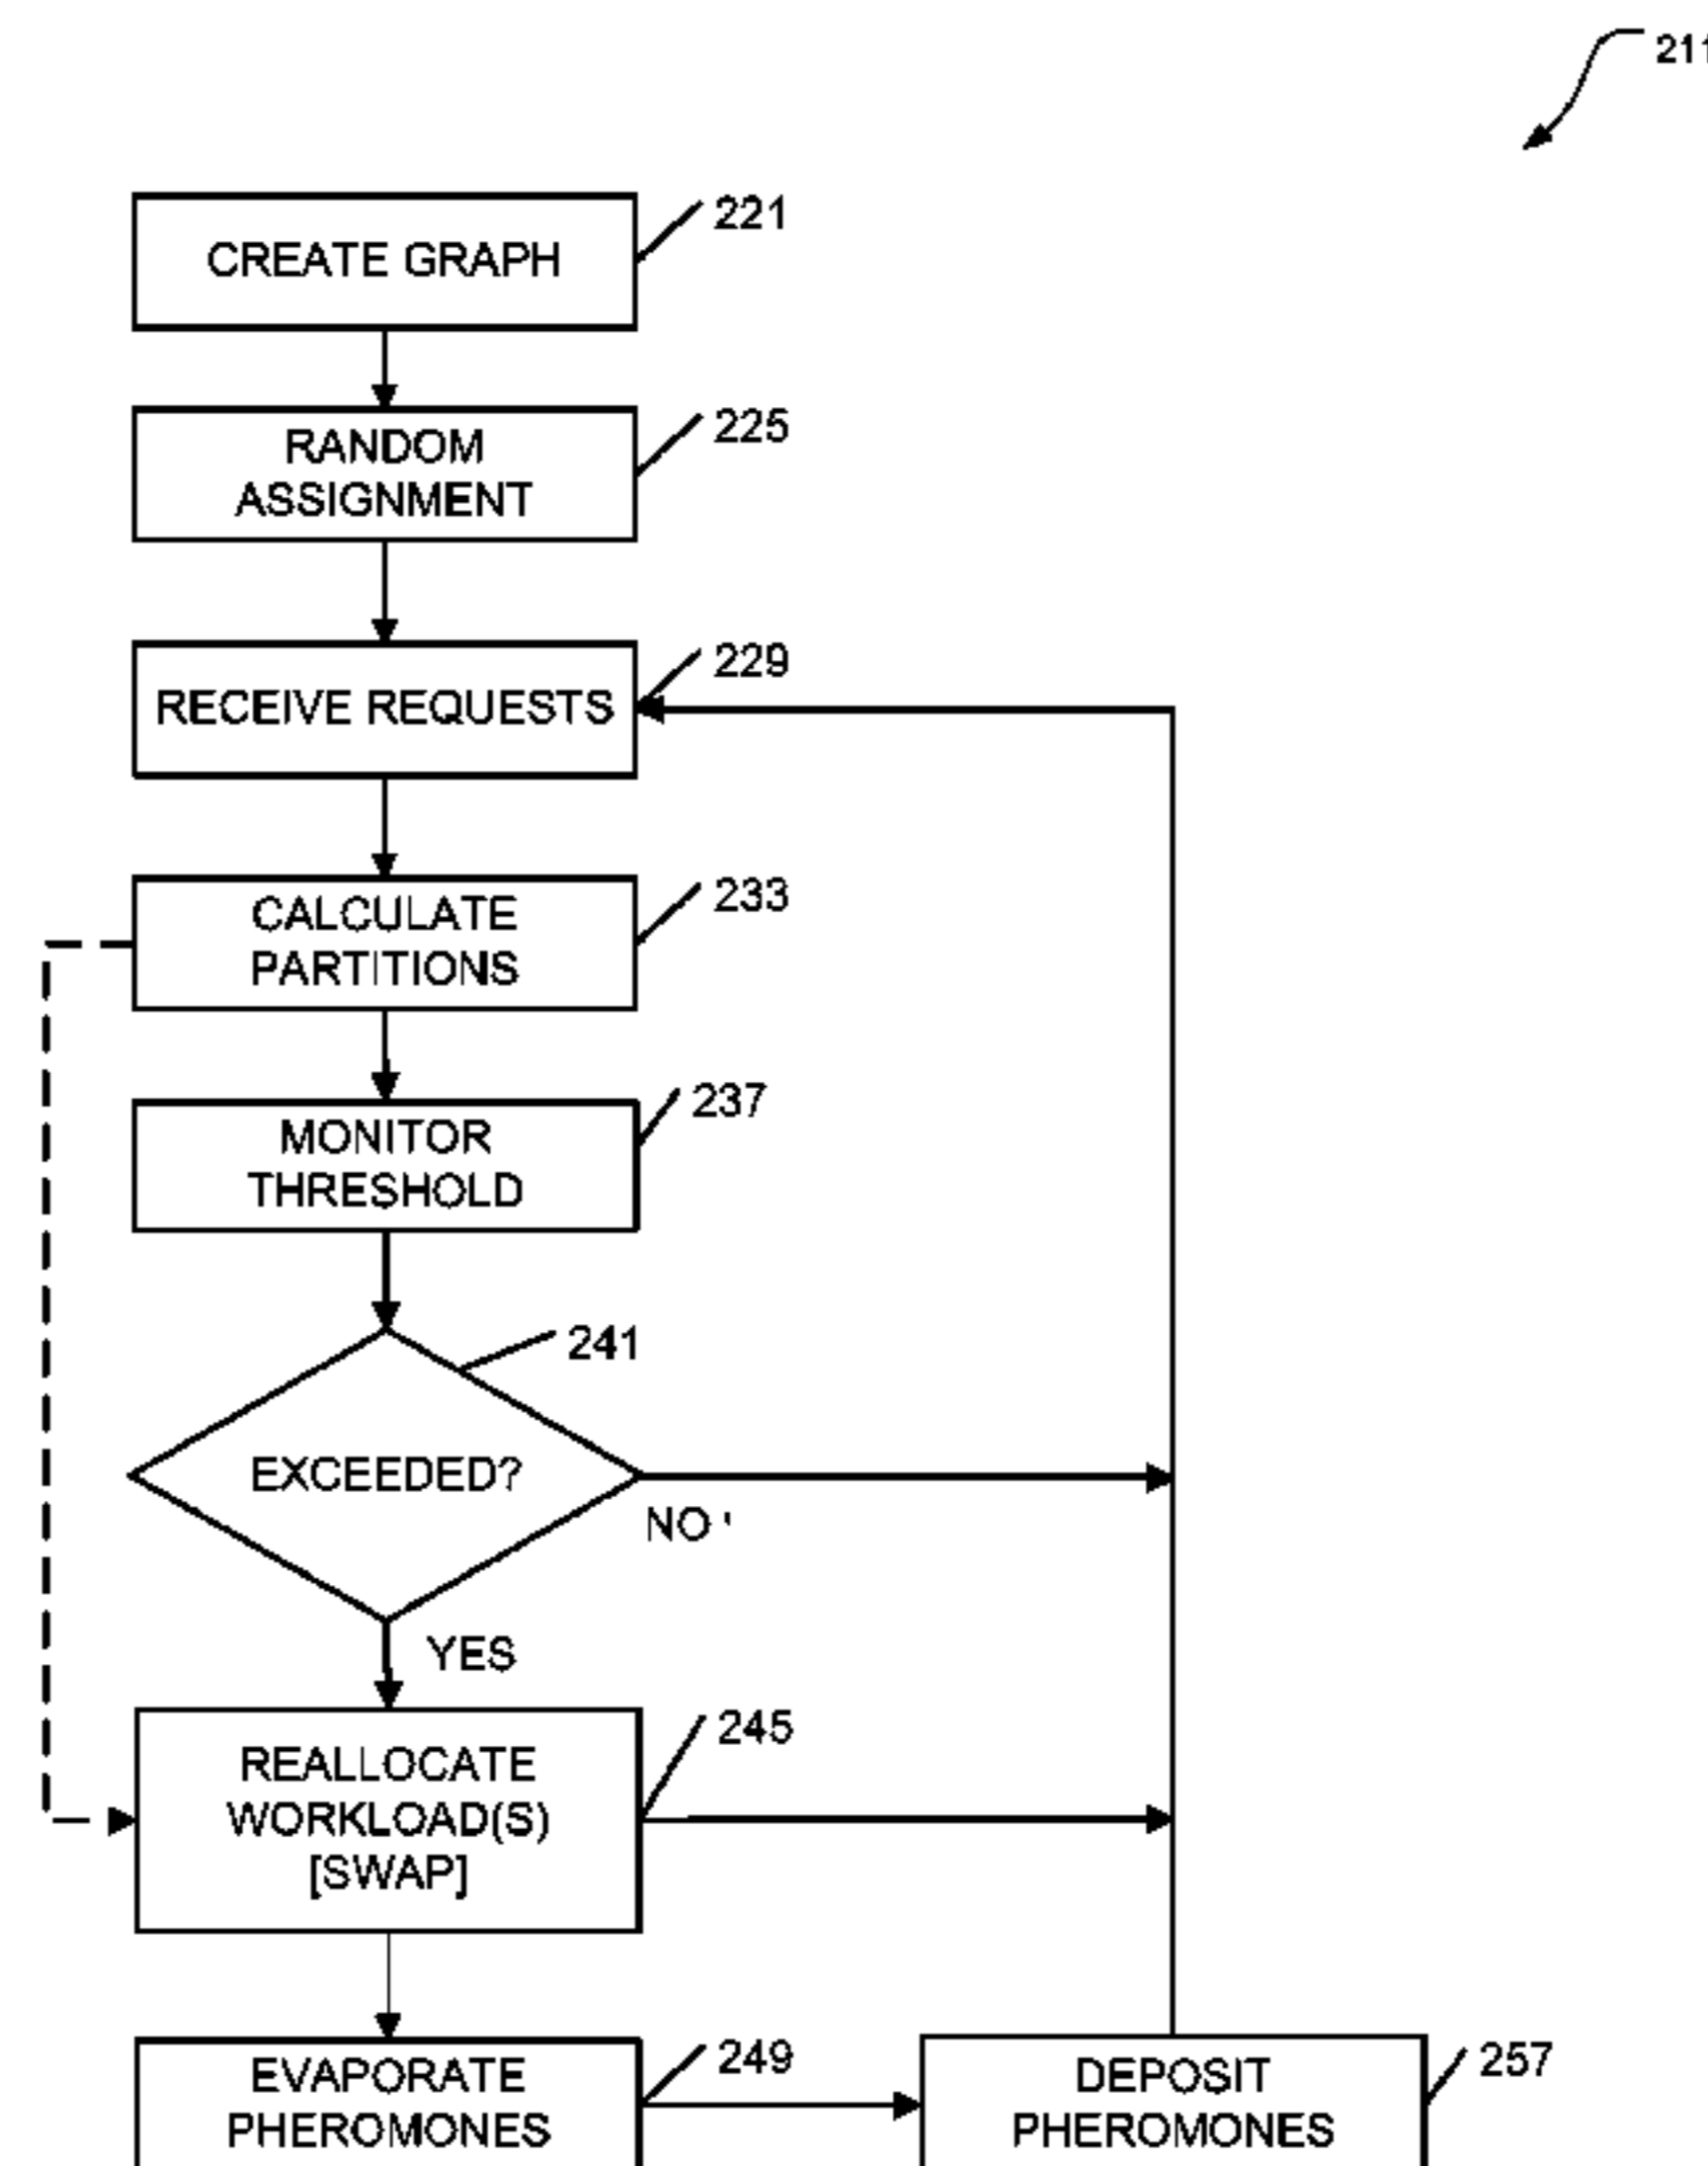 211
CREATE GRAPH
221
RANDOM
ASSIGNMENT
225
RECEIVE REQUESTS
229
CALCULATE
PARTITIONS
233
MONITOR
THRESHOLD
237
EXCEEDED?
241
NO
YES
REALLOCATE
WORKLOAD(S)
[SWAP]
245
EVAPORATE
PHEROMONES
249
DEPOSIT
PHEROMONES
257